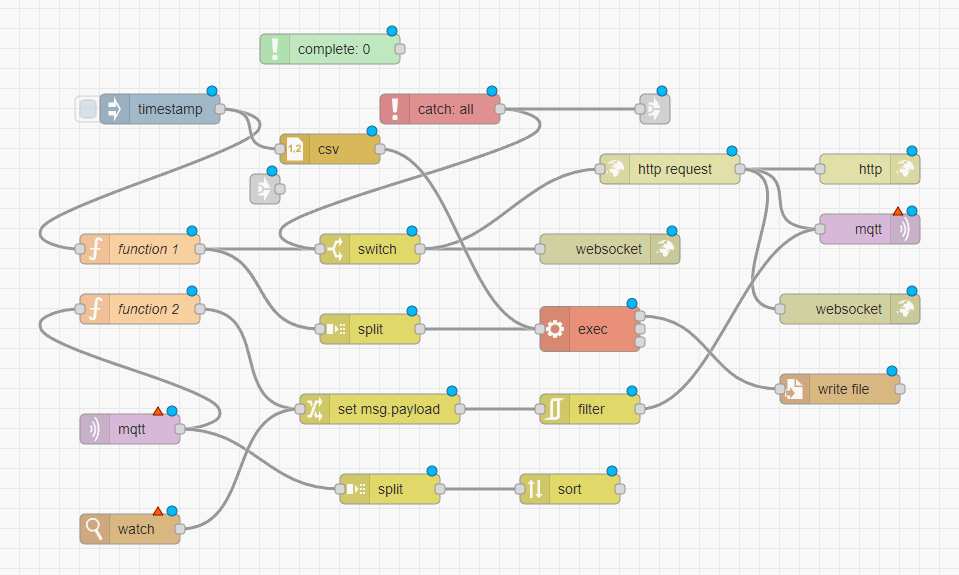 complete: 0
timestamp
catch: all
1,2
csv
http request
http
mqtt
function 1
switch
websocket
function 2
websocket
split
exec
write file
set msg.payload
filter
mqtt
split
sort
watch